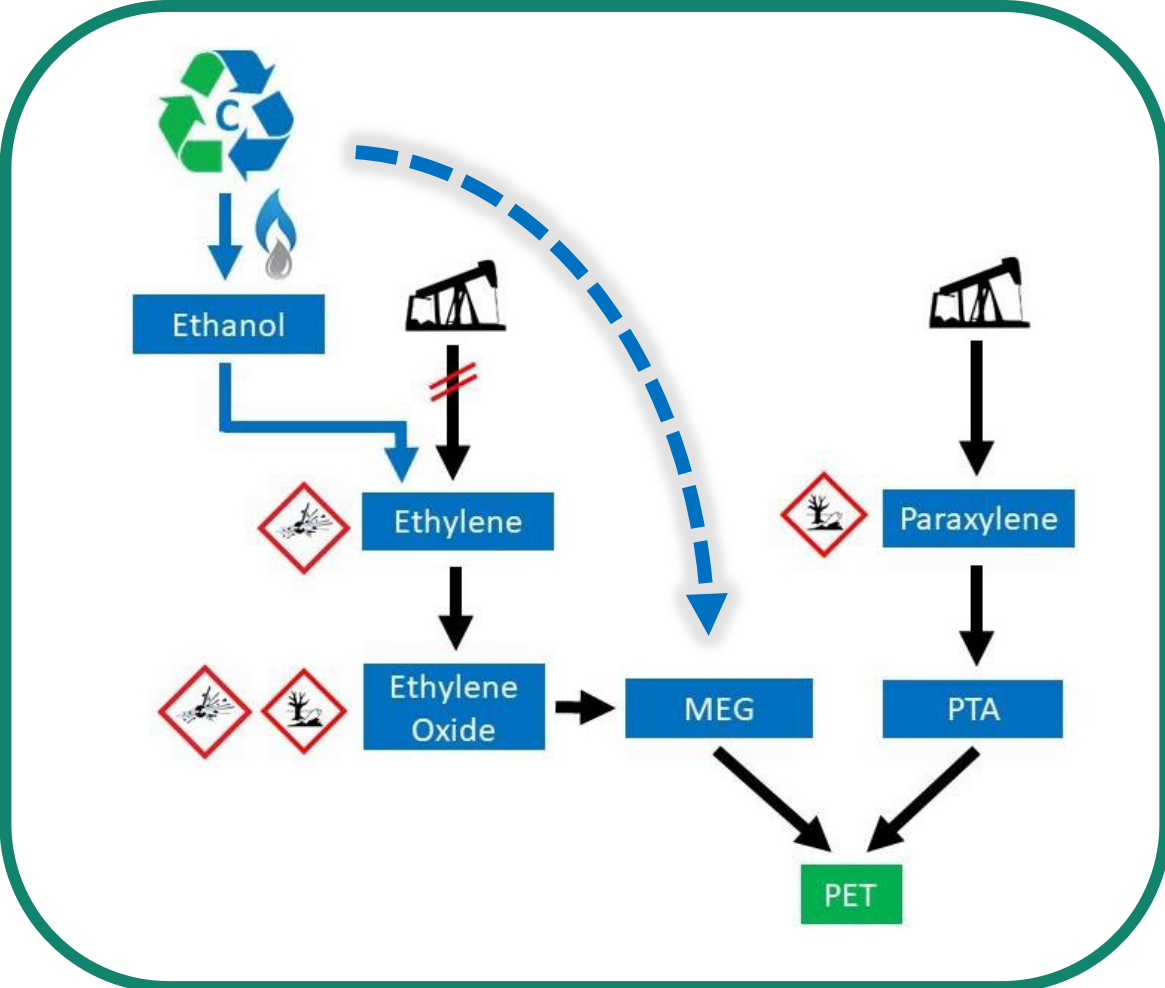 C
Ethanol
Ethylene
Paraxylene
Ethylene
Oxide
MEG
PTA
PET